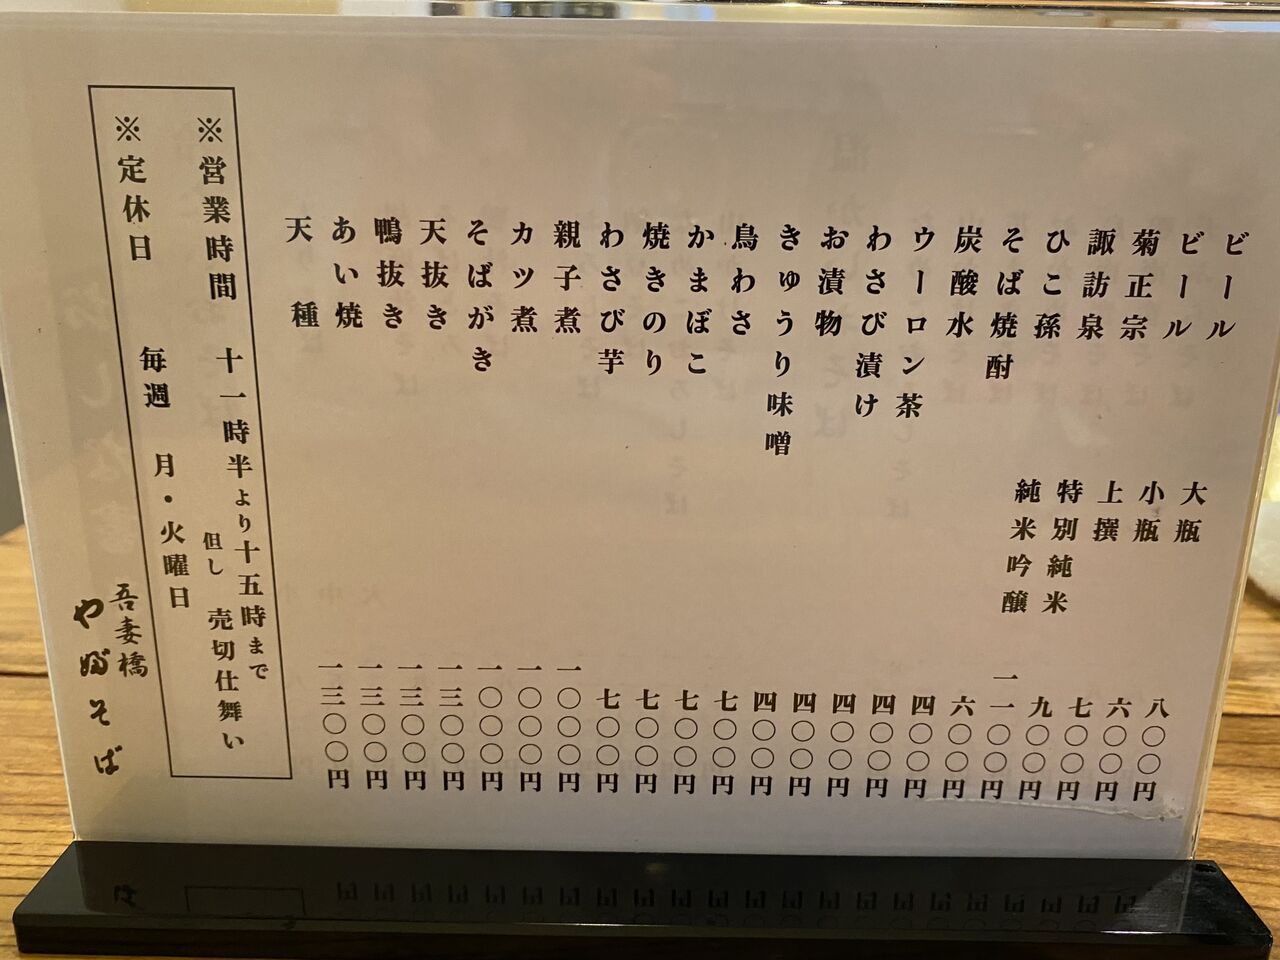 ビール 大瓶 八〇〇円
ビール 小瓶 六〇〇円
菊正宗 上撰 七〇〇円
諏訪泉 特別純米 九〇〇円
ひこ孫 純米吟醸 一一〇〇円
そば焼酎 六〇〇円
炭酸水 四〇〇円
ウーロン茶 四〇〇円
わさび漬け 四〇〇円
お漬物 四〇〇円
きゅうり味噌 四〇〇円
鳥わさ 七〇〇円
かまぼこ 七〇〇円
焼きのり 七〇〇円
わさび芋 七〇〇円
親子煮 一〇〇〇円
カツ煮 一〇〇〇円
そばがき 一〇〇〇円
天抜き 一三〇〇円
鴨抜き 一三〇〇円
あい焼 一三〇〇円
天種 一三〇〇円
※営業時間 十一時半より十五時まで
但し 売切仕舞い
※定休日 毎週 月・火曜日
吾妻橋
やぶそば